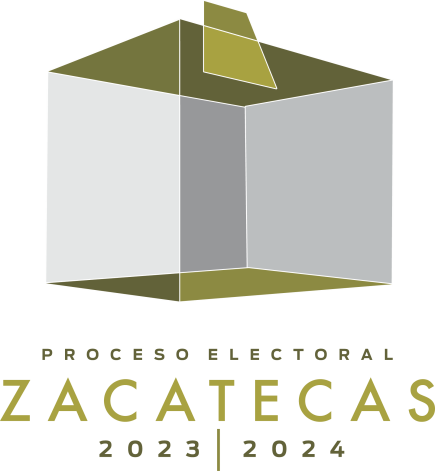 PROCESO ELECTORAL
ZACATECAS
2023 | 2024